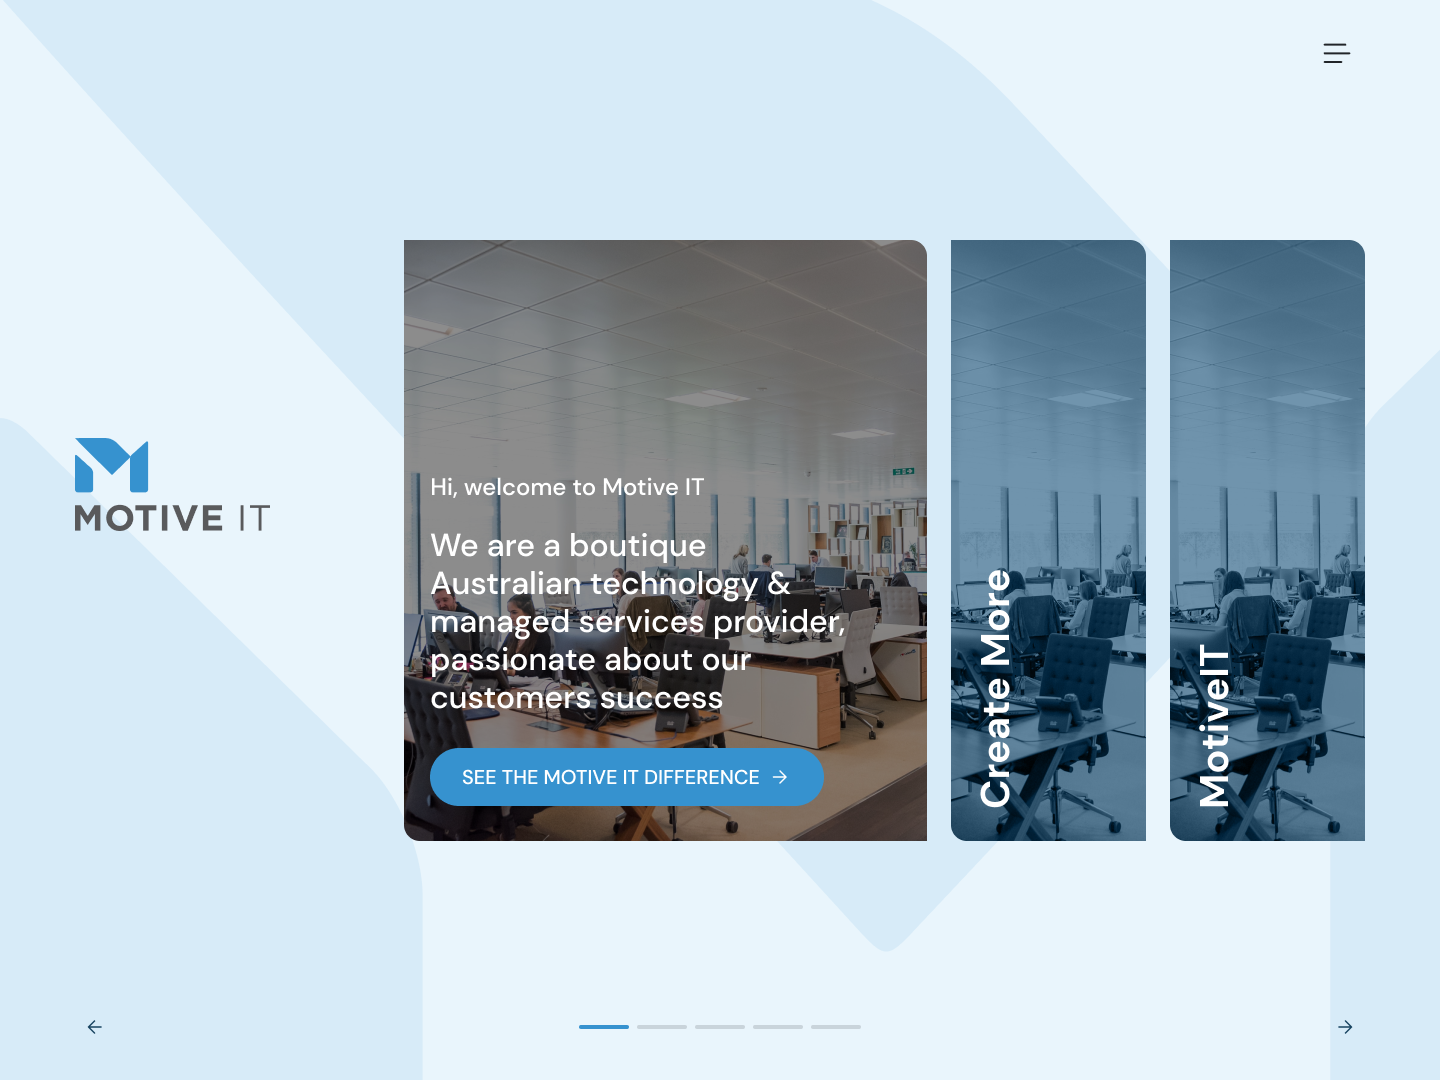 MOTIVE IT
Hi, welcome to Motive IT
We are a boutique
Australian technology &
managed services provider,
passionate about our
customers success
SEE THE MOTIVE IT DIFFERENCE
Create More
MotiveIT